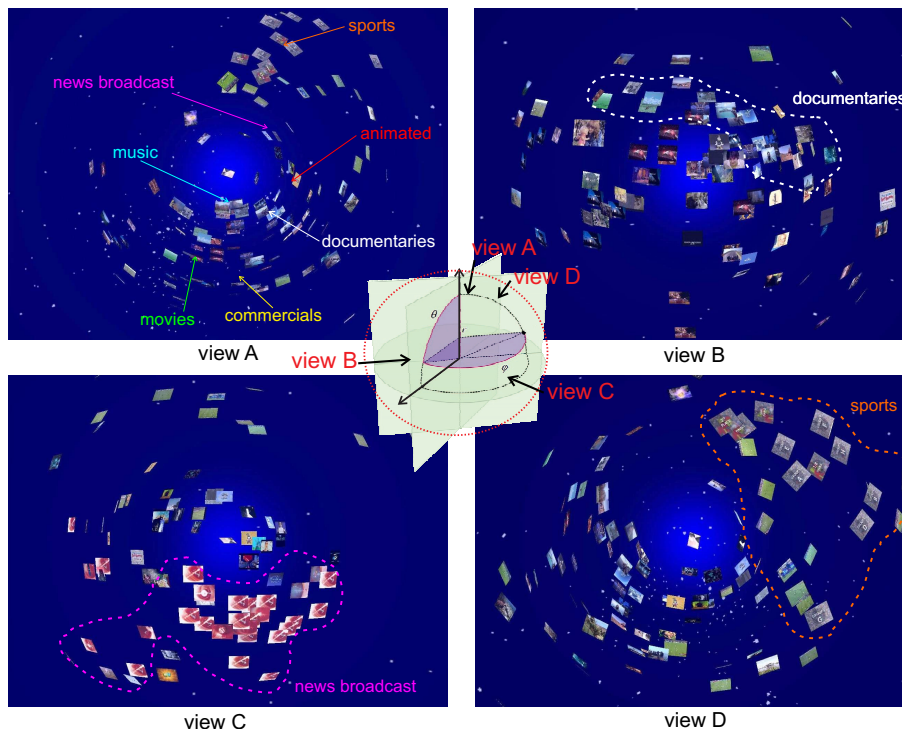 sports
news broadcast
animated
music
documentaries
movies
commercials
view A
documentaries
view B
view A
view D
θ
view B
φ
view C
news broadcast
view C
sports
view D